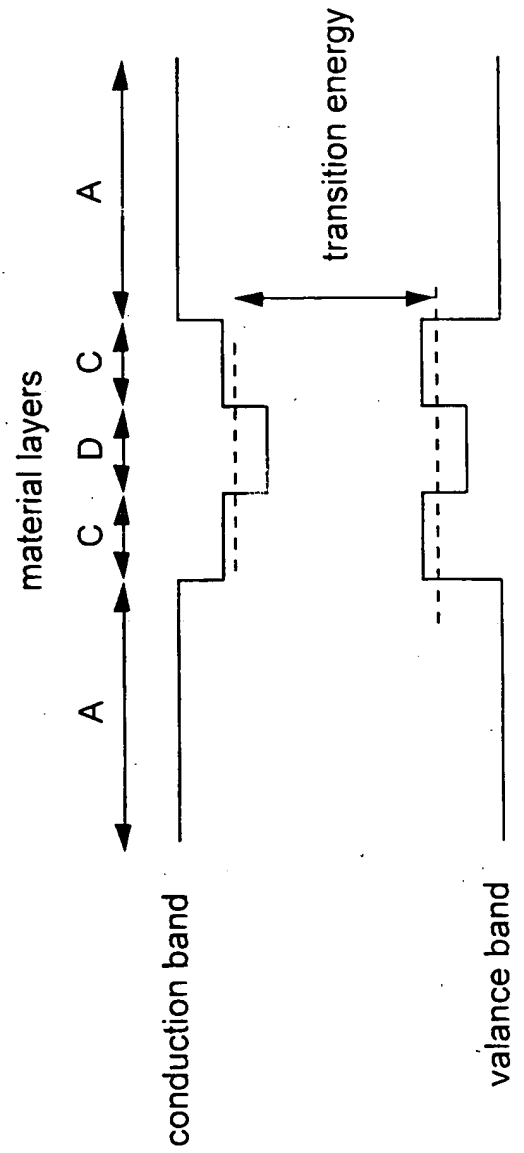 material layers
A
C
D
C
A
conduction band
transition energy
valance band